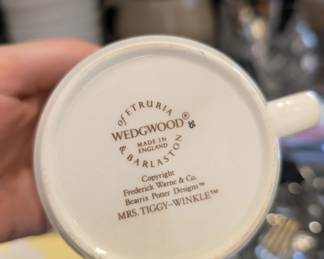 of ETRURIA
WEDGWOOD®
MADE IN
ENGLAND
& BARLASTON
Copyright
Frederick Warne & Co.
Beatrix Potter Designs™
MRS. TIGGY-WINKLE™